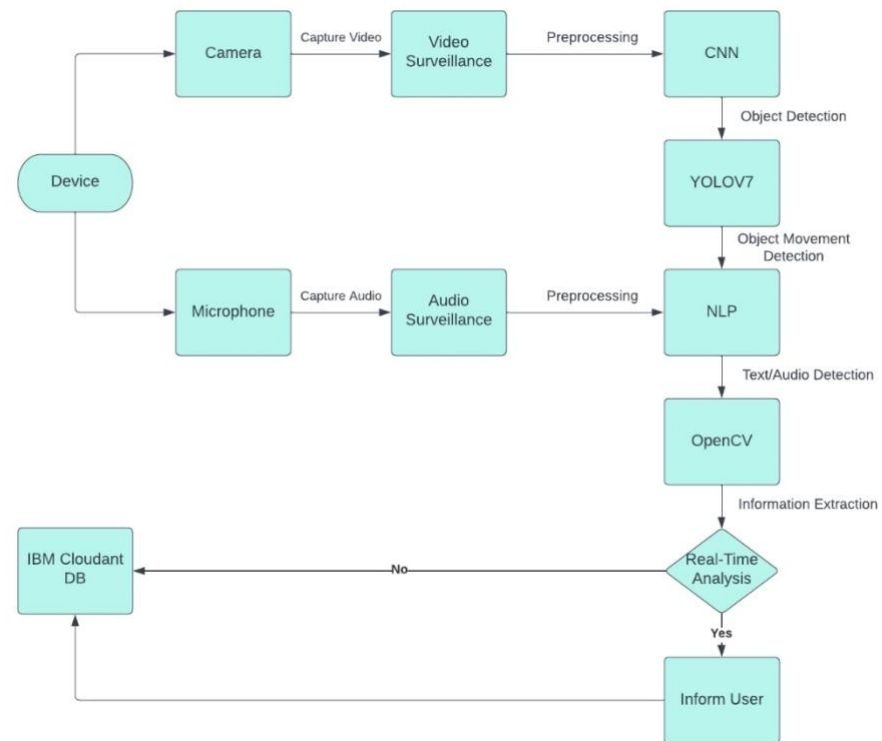 Camera
Capture Video
Video
Surveillance
Preprocessing
CNN
Object Detection
Device
YOLOV7
Object Movement
Detection
Microphone
Capture Audio
Audio
Surveillance
Preprocessing
NLP
Text/Audio Detection
OpenCV
Information Extraction
IBM Cloudant
DB
No
Real-Time
Analysis
Yes
Inform User